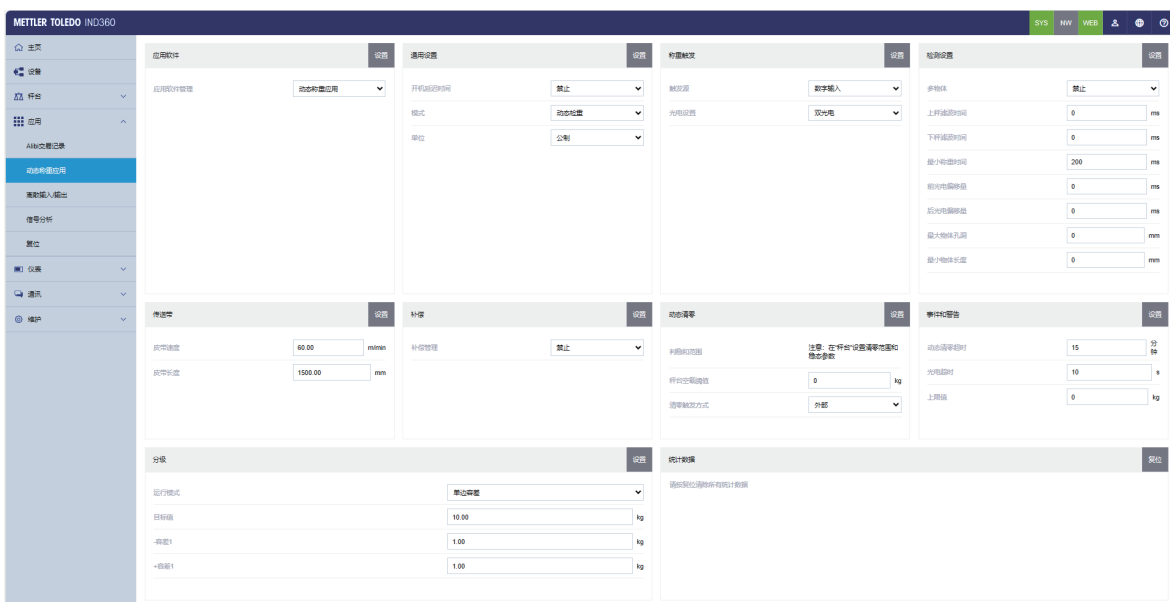 METTLER TOLEDO IND360
SYS NW WEB
主页
设备
秤台
应用
Alibi交易记录
动态称重应用
离散输入/输出
信号分析
复位
仪表
通讯
维护
应用软件 设置
应用软件管理 动态称重应用
通用设置 设置
开机延迟时间 禁止
模式 动态检重
单位 公制
称重触发 设置
触发源 数字输入
光电设置 双光电
检测设置 设置
多物体 禁止
上秤滤波时间 0 ms
下秤滤波时间 0 ms
最小称重时间 200 ms
前光电偏移量 0 ms
后光电偏移量 0 ms
最大物体孔洞 0 mm
最小物体长度 0 mm
传送带 设置
皮带速度 60.00 m/min
皮带长度 1500.00 mm
补偿 设置
补偿管理 禁止
动态清零 设置
判稳和范围 注意：在“秤台”设置清零范围和
稳态参数
秤台空载阈值 0 kg
清零触发方式 外部
事件和警告 设置
动态清零超时 15 分
钟
光电超时 10 s
上限值 0 kg
分级 设置
运行模式 单边容差
目标值 10.00 kg
-容差1 1.00 kg
+容差1 1.00 kg
统计数据 复位
请按复位清除所有统计数据